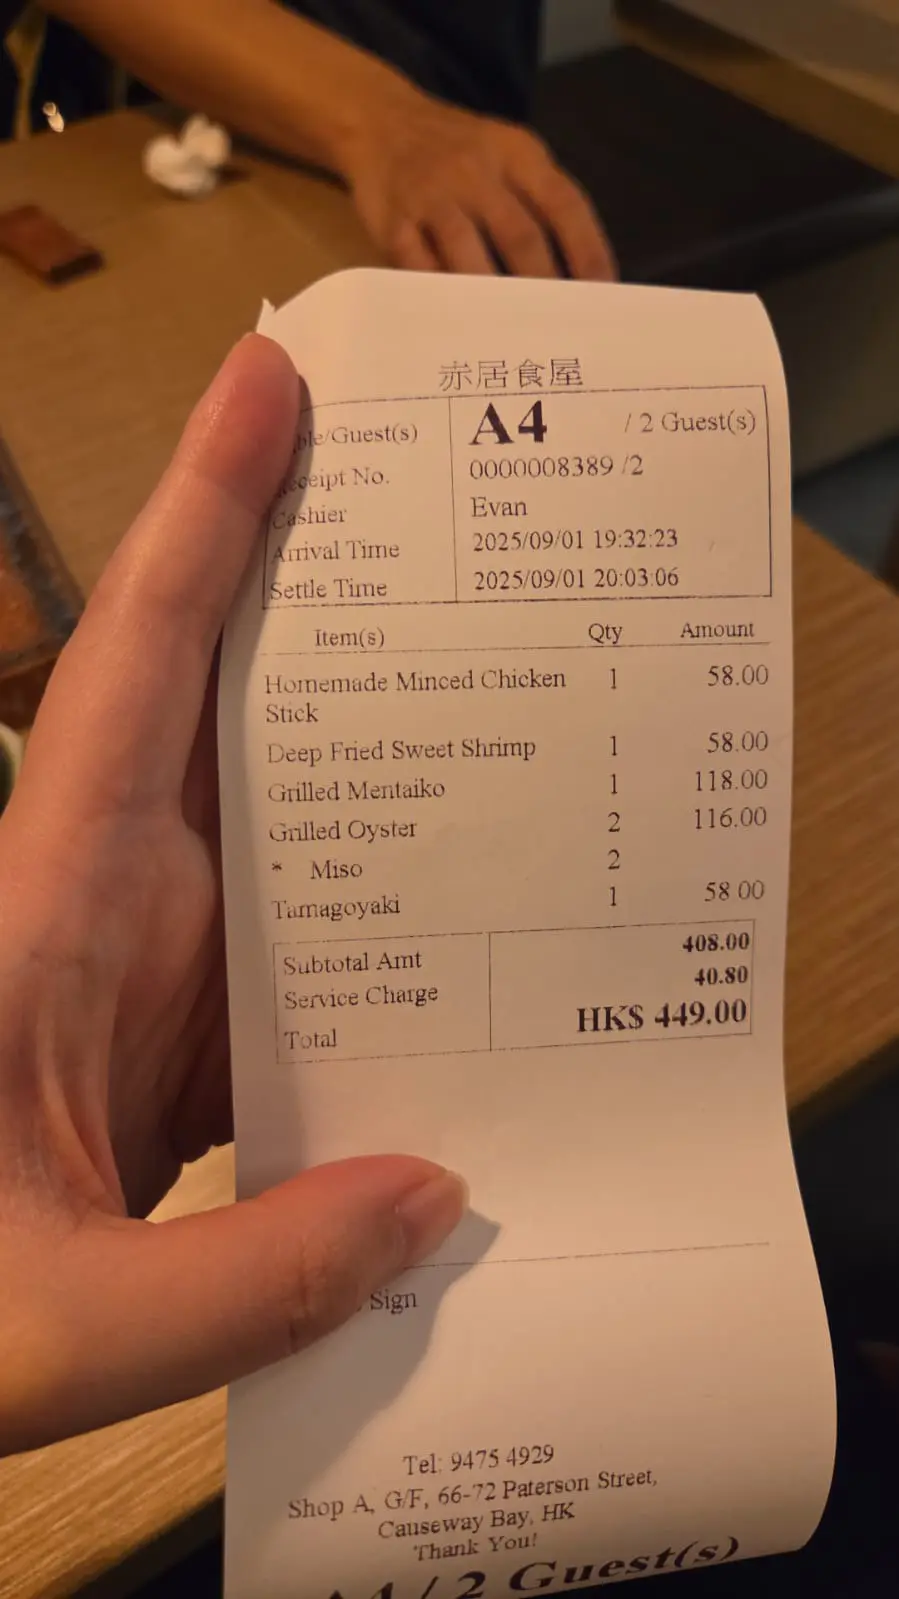 赤居食屋
ble/Guest(s) A4 / 2 Guest(s)
eceipt No. 0000008389 /2
Cashier Evan
Arrival Time 2025/09/01 19:32:23
Settle Time 2025/09/01 20:03:06
Item(s) Qty Amount
Homemade Minced Chicken 1 58.00
Stick
Deep Fried Sweet Shrimp 1 58.00
Grilled Mentaiko 1 118.00
Grilled Oyster 2 116.00
* Miso 2
Tamagoyaki 1 58 00
Subtotal Amt 408.00
Service Charge 40.80
Total HK$ 449.00
Sign
Tel: 9475 4929
Shop A, G/F, 66-72 Paterson Street,
Causeway Bay, HK
Thank You!
A4 / 2 Guest(s)